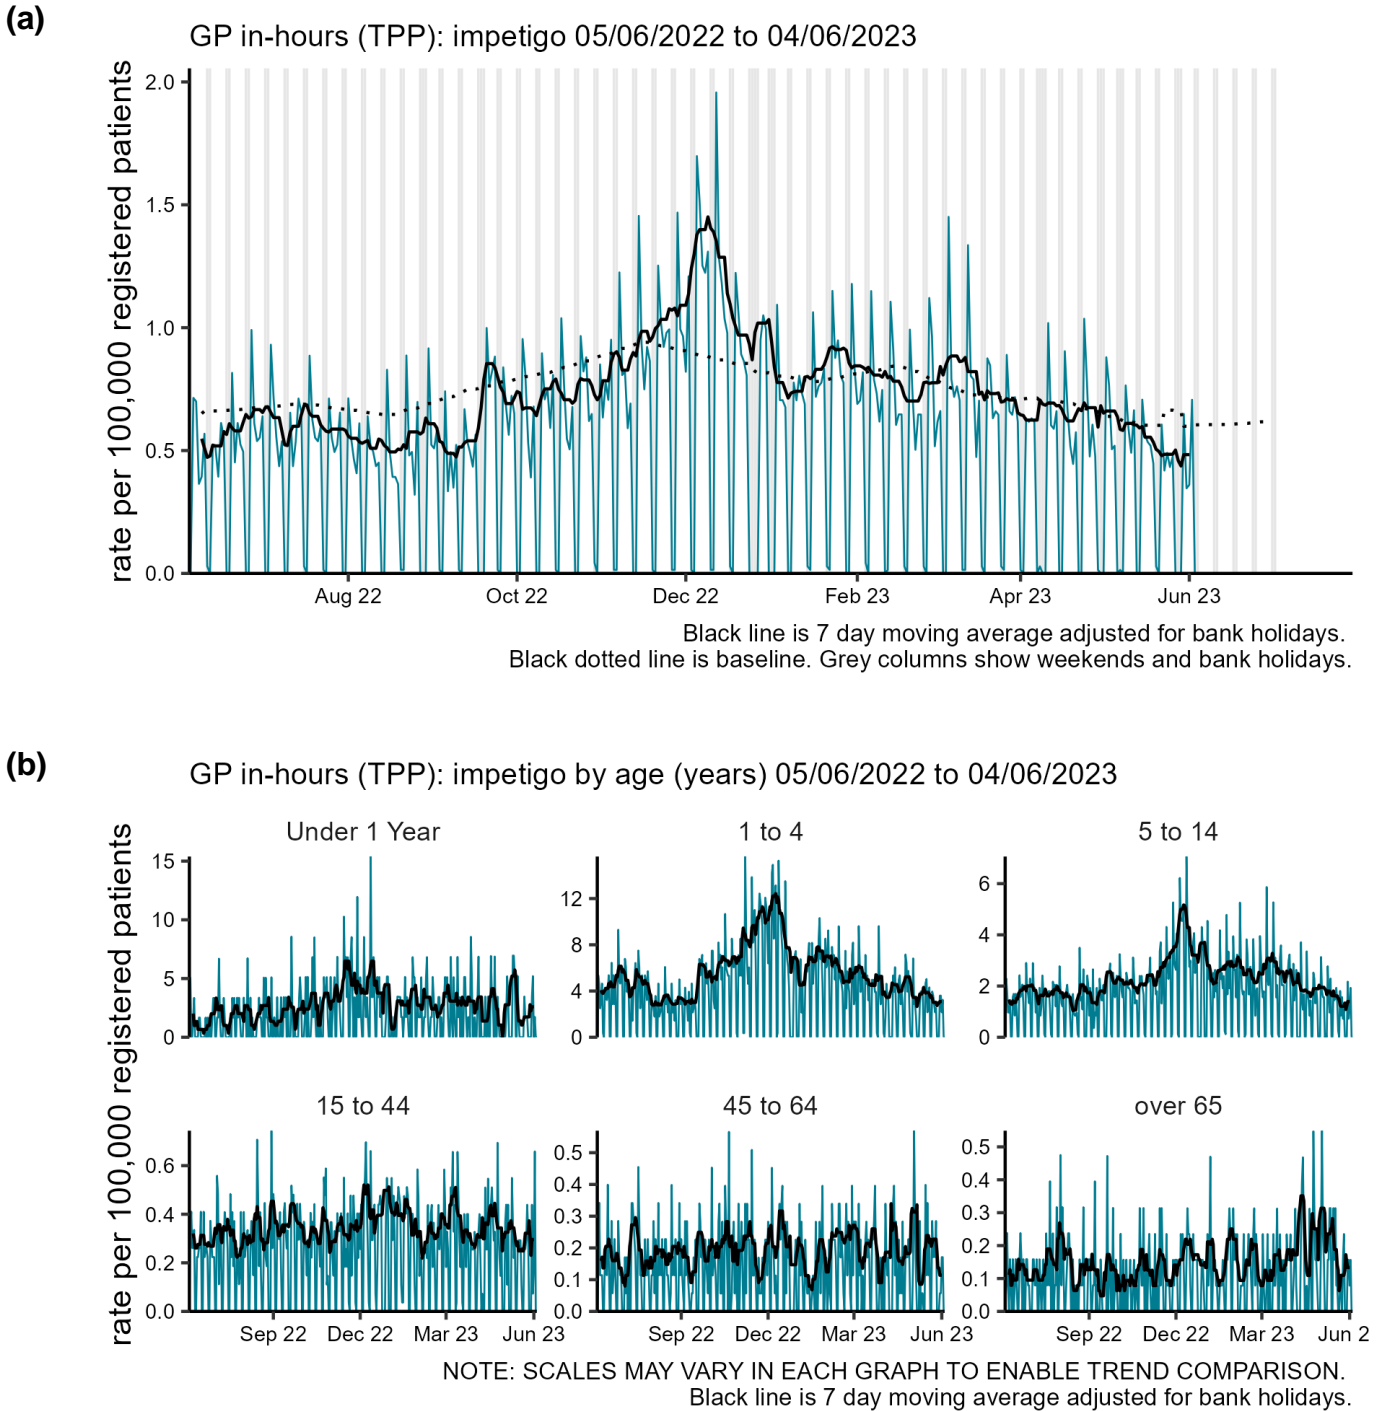 (a)
GP in-hours (TPP): impetigo 05/06/2022 to 04/06/2023
rate per 100,000 registered patients
2.0
1.5
1.0
0.5
0.0
Aug 22 Oct 22 Dec 22 Feb 23 Apr 23 Jun 23
Black line is 7 day moving average adjusted for bank holidays.
Black dotted line is baseline. Grey columns show weekends and bank holidays.
(b)
GP in-hours (TPP): impetigo by age (years) 05/06/2022 to 04/06/2023
rate per 100,000 registered patients
Under 1 Year
15
10
5
0
1 to 4
12
8
4
0
5 to 14
6
4
2
0
15 to 44
0.6
0.4
0.2
0.0
Sep 22 Dec 22 Mar 23 Jun 23
45 to 64
0.5
0.4
0.3
0.2
0.1
0.0
Sep 22 Dec 22 Mar 23 Jun 23
over 65
0.5
0.4
0.3
0.2
0.1
0.0
Sep 22 Dec 22 Mar 23 Jun 2
NOTE: SCALES MAY VARY IN EACH GRAPH TO ENABLE TREND COMPARISON.
Black line is 7 day moving average adjusted for bank holidays.